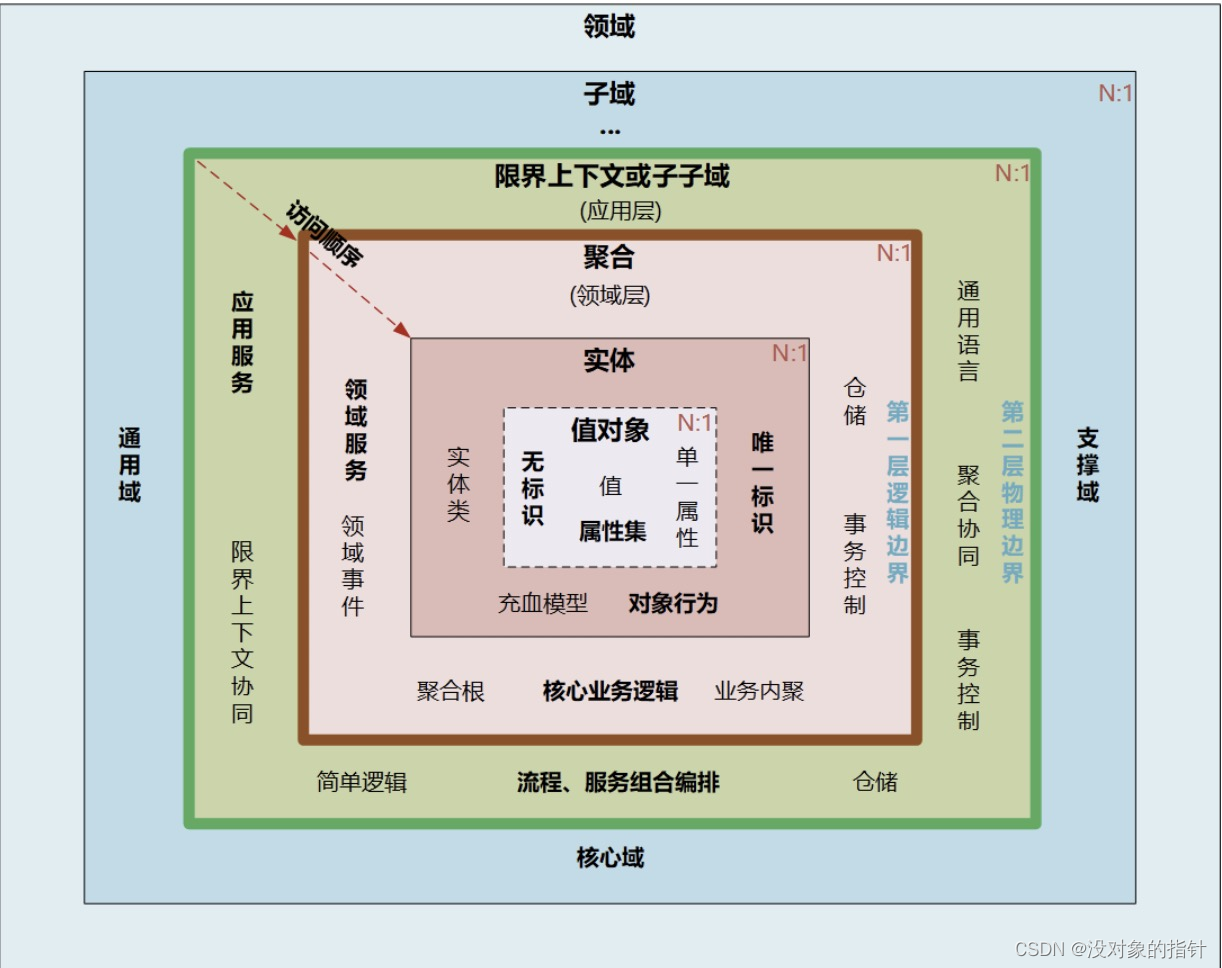 领域
子域
N:1
...
限界上下文或子子域
N:1
(应用层)
访问顺序
聚合
N:1
(领域层)
实体
N:1
值对象
N:1
无标识
值
单一属性
属性集
实体类
唯一标识
充血模型
对象行为
领域服务
领域事件
仓储
事务控制
第一层逻辑边界
聚合根
核心业务逻辑
业务内聚
应用服务
限界上下文协同
通用语言
聚合协同
事务控制
第二层物理边界
简单逻辑
流程、服务组合编排
仓储
通用域
支撑域
核心域
CSDN @没对象的指针